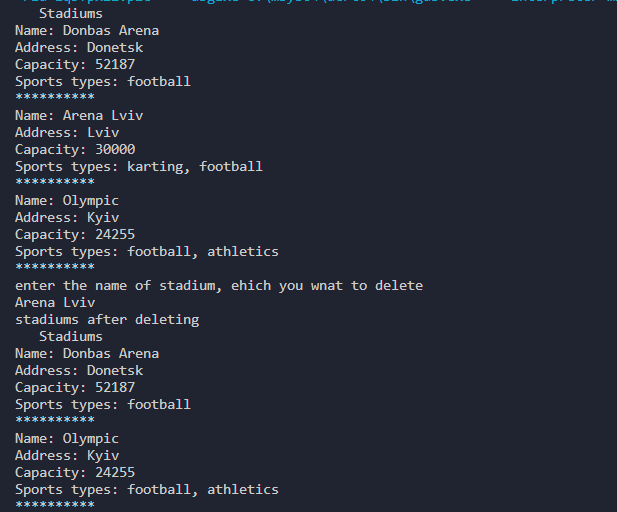 Stadiums
Name: Donbas Arena
Address: Donetsk
Capacity: 52187
Sports types: football
**********
Name: Arena Lviv
Address: Lviv
Capacity: 30000
Sports types: karting, football
**********
Name: Olympic
Address: Kyiv
Capacity: 24255
Sports types: football, athletics
**********
enter the name of stadium, ehich you wnat to delete
Arena Lviv
stadiums after deleting
Stadiums
Name: Donbas Arena
Address: Donetsk
Capacity: 52187
Sports types: football
**********
Name: Olympic
Address: Kyiv
Capacity: 24255
Sports types: football, athletics
**********